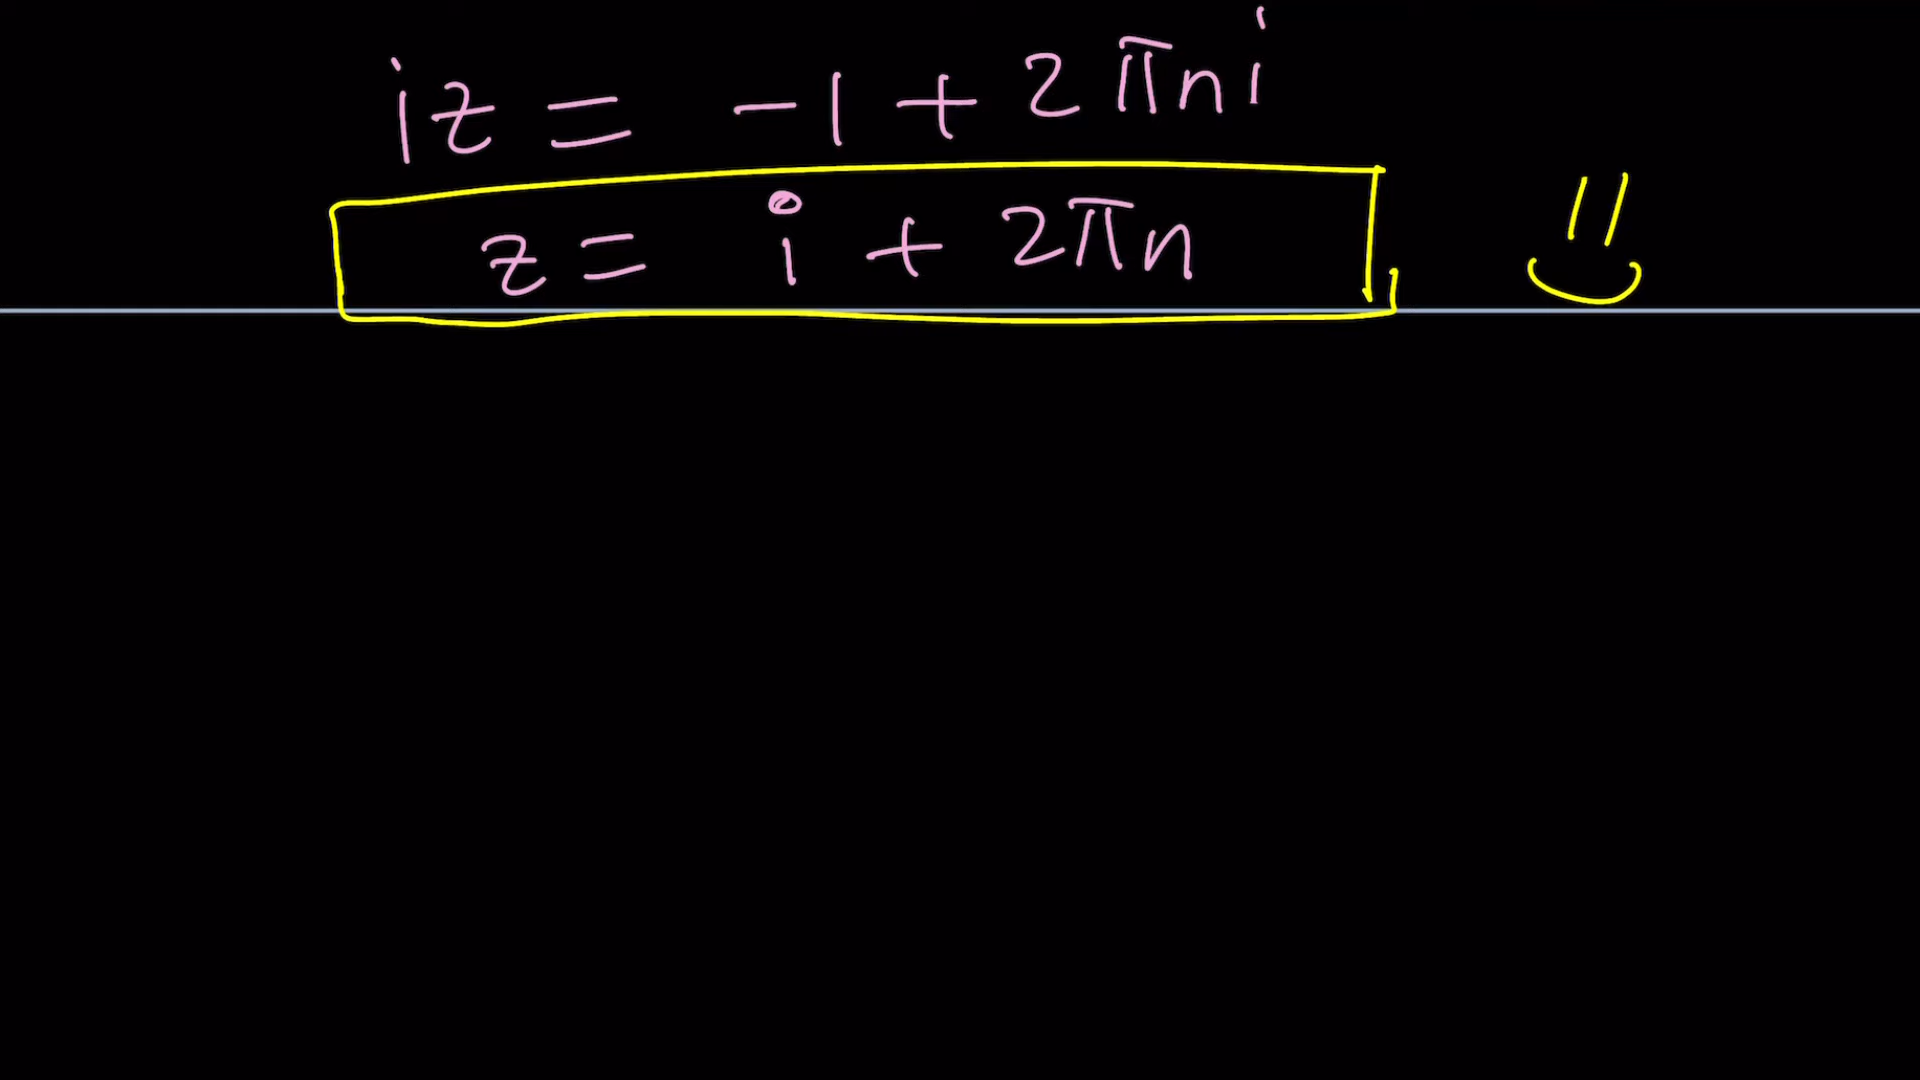 iz = -1 + 2πni
z = i + 2πn